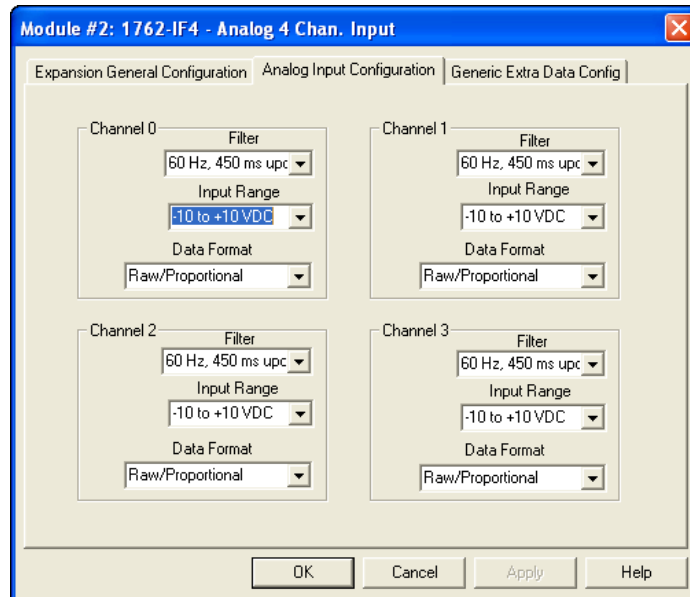 Module #2: 1762-IF4 - Analog 4 Chan. Input
Expansion General Configuration
Analog Input Configuration
Generic Extra Data Config
Channel 0
Filter
60 Hz, 450 ms upc
Input Range
-10 to +10 VDC
Data Format
Raw/Proportional
Channel 1
Filter
60 Hz, 450 ms upc
Input Range
-10 to +10 VDC
Data Format
Raw/Proportional
Channel 2
Filter
60 Hz, 450 ms upc
Input Range
-10 to +10 VDC
Data Format
Raw/Proportional
Channel 3
Filter
60 Hz, 450 ms upc
Input Range
-10 to +10 VDC
Data Format
Raw/Proportional
OK
Cancel
Apply
Help